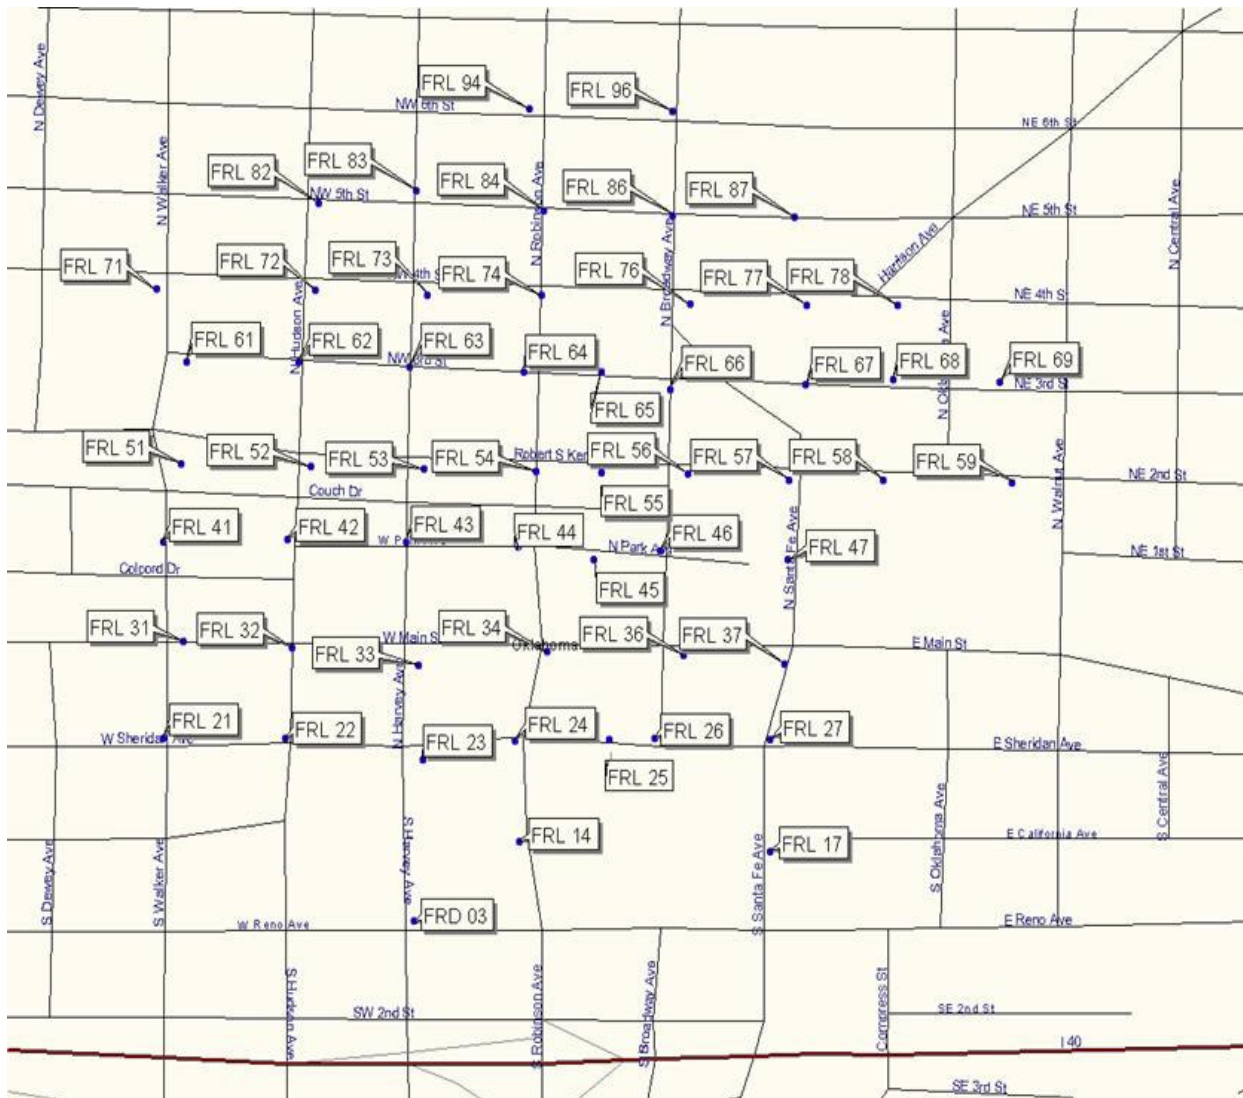 FRL 94
FRL 96
NW 6th St
NE 6th St
N Dewey Ave
N Walker Ave
FRL 82
FRL 83
FRL 84
FRL 86
FRL 87
NW 5th St
NE 5th St
N Robinson Ave
N Broadway Ave
Harrison Ave
N Central Ave
FRL 71
FRL 72
FRL 73
FRL 74
FRL 76
FRL 77
FRL 78
NE 4th St
N Hudson Ave
FRL 61
FRL 62
FRL 63
FRL 64
FRL 65
FRL 66
FRL 67
FRL 68
FRL 69
NE 3rd St
FRL 51
FRL 52
FRL 53
FRL 54
Robert S Ker
FRL 56
FRL 57
FRL 58
FRL 59
NE 2nd St
N Walnut Ave
Couch Dr
FRL 55
FRL 41
FRL 42
FRL 43
FRL 44
FRL 46
FRL 47
N Santa Fe Ave
NE 1st St
Colcord Dr
FRL 45
FRL 31
FRL 32
FRL 33
FRL 34
FRL 36
FRL 37
W Main S
Oklahoma
E Main St
N Harvey Ave
FRL 21
FRL 22
FRL 23
FRL 24
FRL 25
FRL 26
FRL 27
W Sheridan Ave
E Sheridan Ave
FRL 14
FRL 17
E California Ave
S Dewey Ave
S Walker Ave
S Harvey Ave
S Santa Fe Ave
S Oklahoma Ave
S Central Ave
FRD 03
W Reno Ave
E Reno Ave
S Hudson Ave
S Robinson Ave
S Broadway Ave
Compress St
SW 2nd St
SE 2nd St
I 40
SE 3rd St